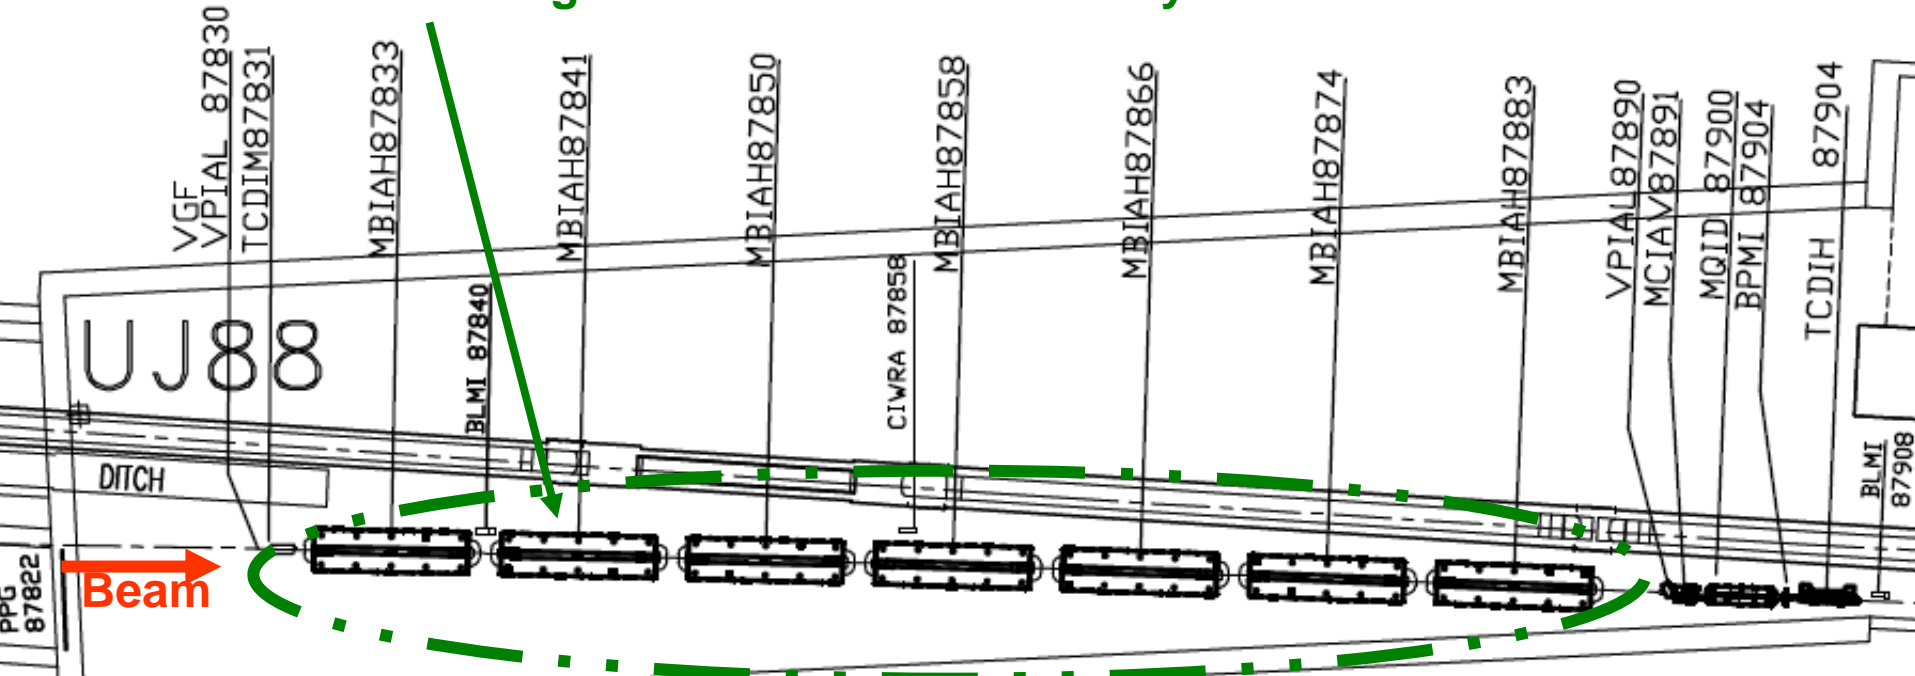 VGF
VPIAL 87830
TCDIM87831
MBIAH87833
MBIAH87841
MBIAH87850
MBIAH87858
MBIAH87866
MBIAH87874
MBIAH87883
VPIAL87890
MCIAV87891
MQID 87900
BPMI 87904
TCDIH 87904
BLMI 87840
CIWRA 87858
UJ88
DITCH
BLMI
87908
Beam
PPG
87822